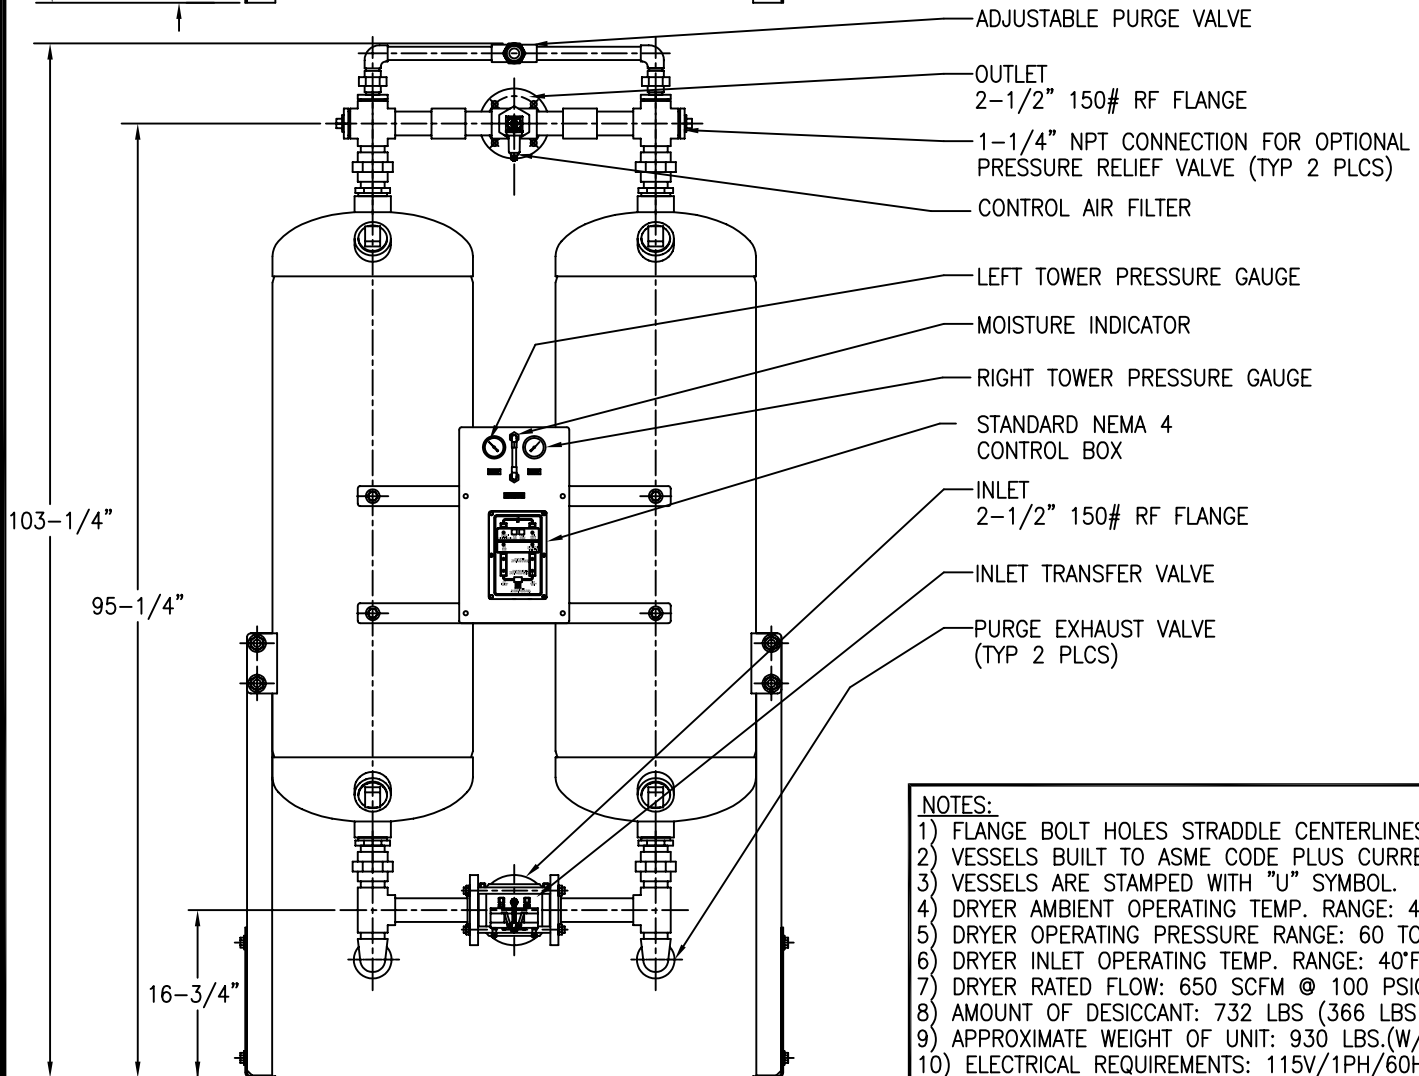 ADJUSTABLE PURGE VALVE
OUTLET
2-1/2" 150# RF FLANGE
1-1/4" NPT CONNECTION FOR OPTIONAL
PRESSURE RELIEF VALVE (TYP 2 PLCS)
CONTROL AIR FILTER
LEFT TOWER PRESSURE GAUGE
MOISTURE INDICATOR
RIGHT TOWER PRESSURE GAUGE
STANDARD NEMA 4
CONTROL BOX
INLET
2-1/2" 150# RF FLANGE
INLET TRANSFER VALVE
PURGE EXHAUST VALVE
(TYP 2 PLCS)
103-1/4"
95-1/4"
16-3/4"
NOTES:
1) FLANGE BOLT HOLES STRADDLE CENTERLINES
2) VESSELS BUILT TO ASME CODE PLUS CURRE
3) VESSELS ARE STAMPED WITH "U" SYMBOL.
4) DRYER AMBIENT OPERATING TEMP. RANGE: 4
5) DRYER OPERATING PRESSURE RANGE: 60 TO
6) DRYER INLET OPERATING TEMP. RANGE: 40°F
7) DRYER RATED FLOW: 650 SCFM @ 100 PSIG
8) AMOUNT OF DESICCANT: 732 LBS (366 LBS
9) APPROXIMATE WEIGHT OF UNIT: 930 LBS.(W/
10) ELECTRICAL REQUIREMENTS: 115V/1PH/60H